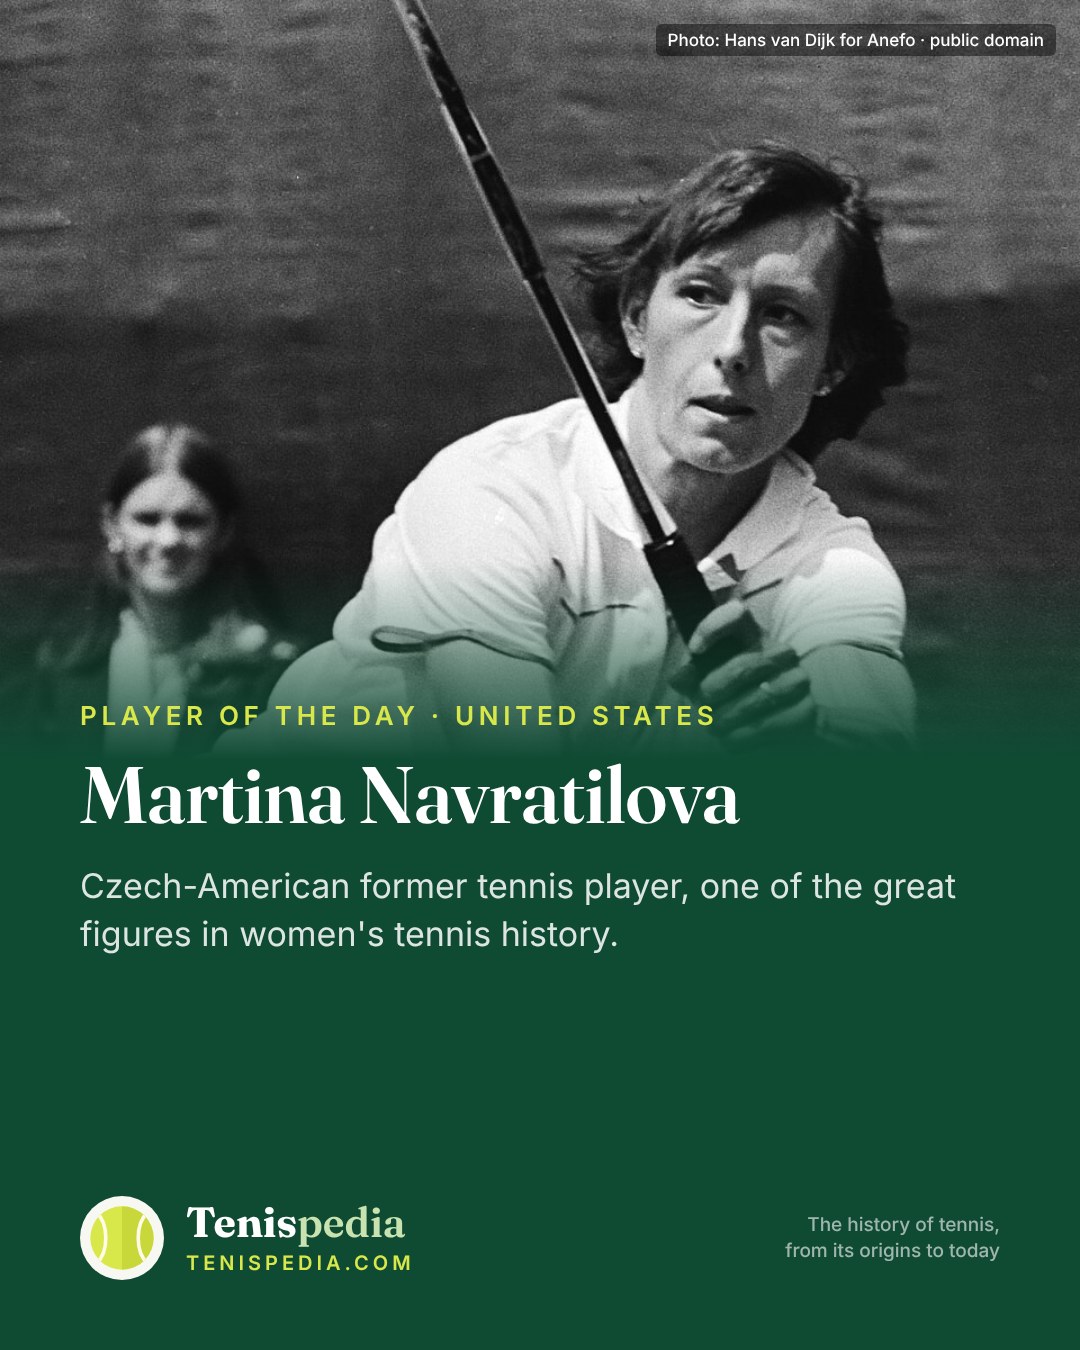 Photo: Hans van Dijk for Anefo · public domain
PLAYER OF THE DAY · UNITED STATES
Martina Navratilova
Czech-American former tennis player, one of the great
figures in women's tennis history.
Tenispedia
TENISPEDIA.COM
The history of tennis,
from its origins to today